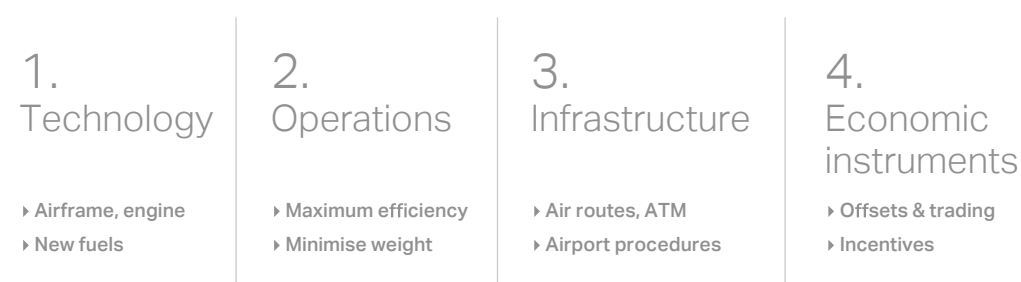 1.
Technology
▸ Airframe, engine
▸ New fuels
2.
Operations
▸ Maximum efficiency
▸ Minimise weight
3.
Infrastructure
▸ Air routes, ATM
▸ Airport procedures
4.
Economic
instruments
▸ Offsets & trading
▸ Incentives